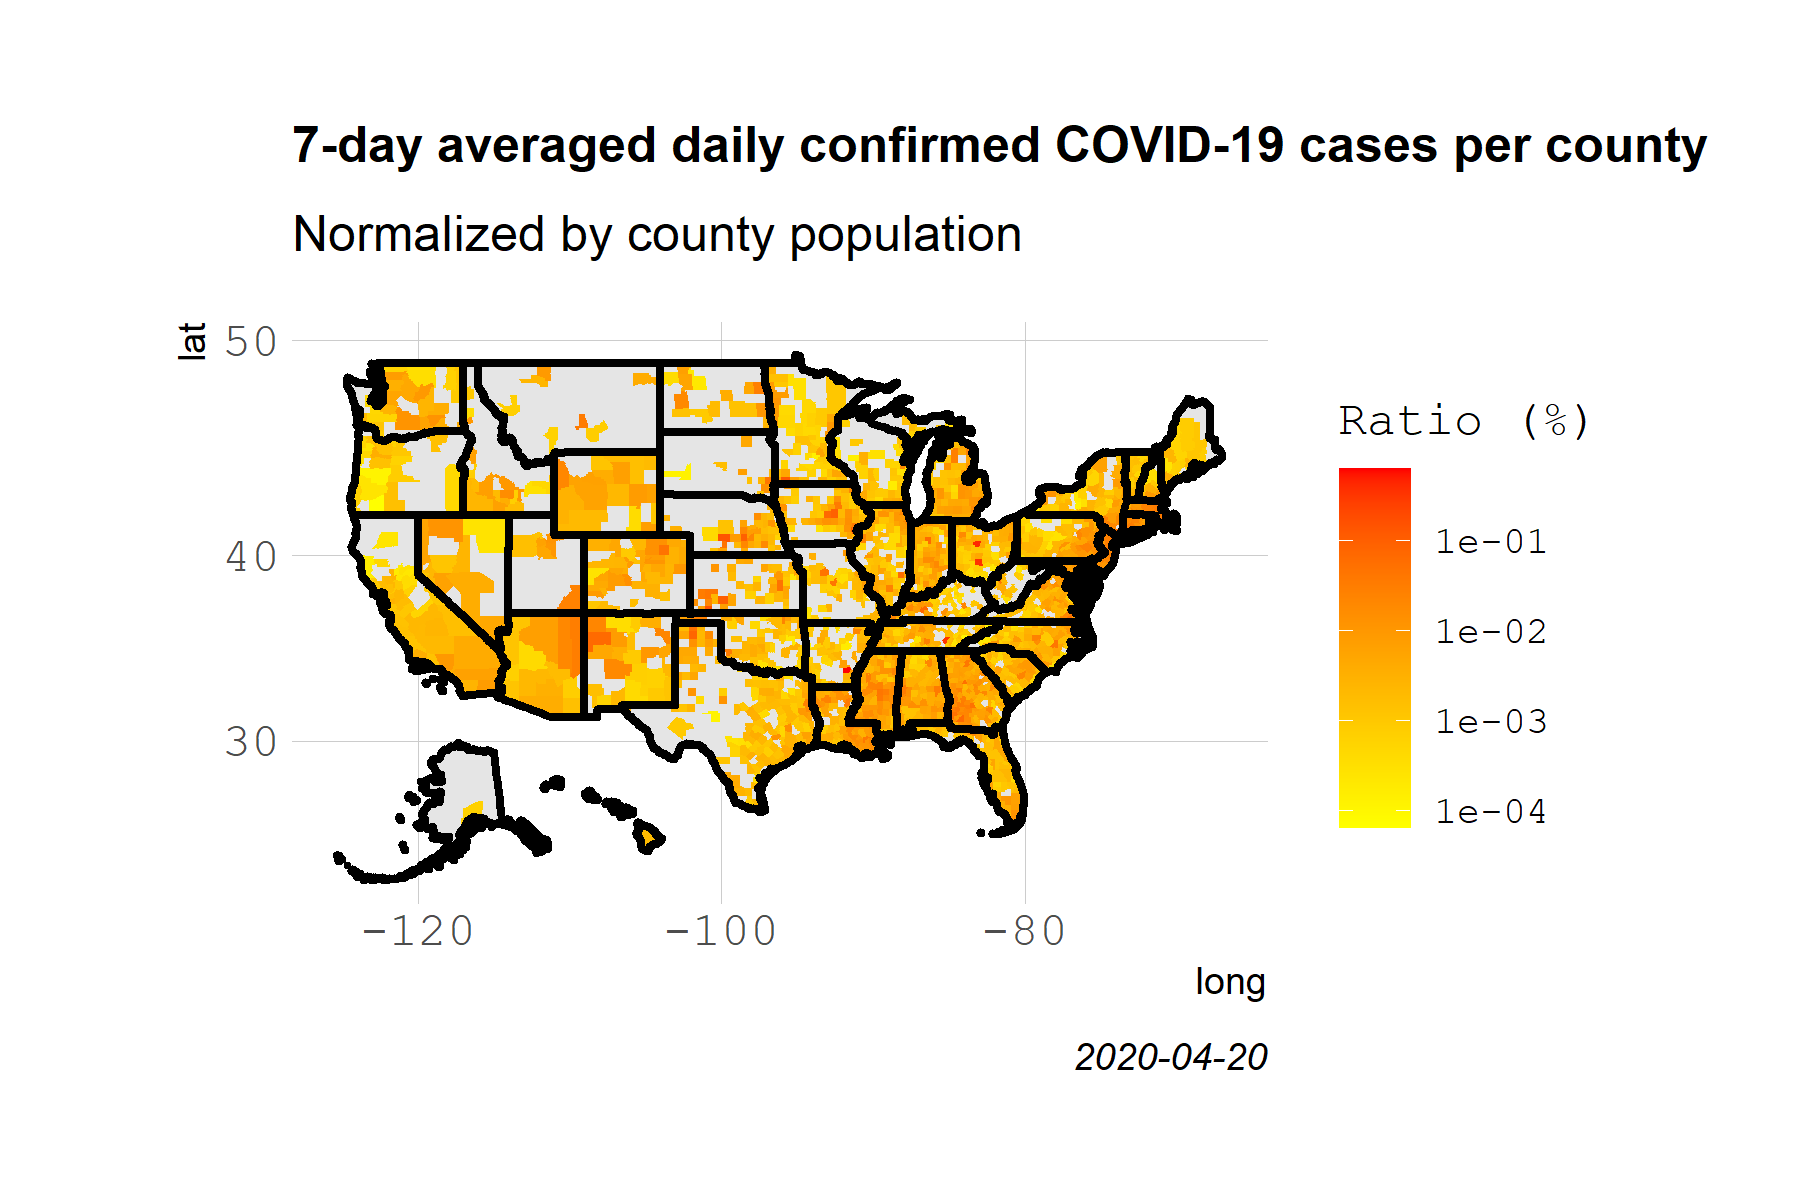 7-day averaged daily confirmed COVID-19 cases per county
Normalized by county population
lat
50
40
30
-120
-100
-80
long
2020-04-20
Ratio (%)
1e-01
1e-02
1e-03
1e-04